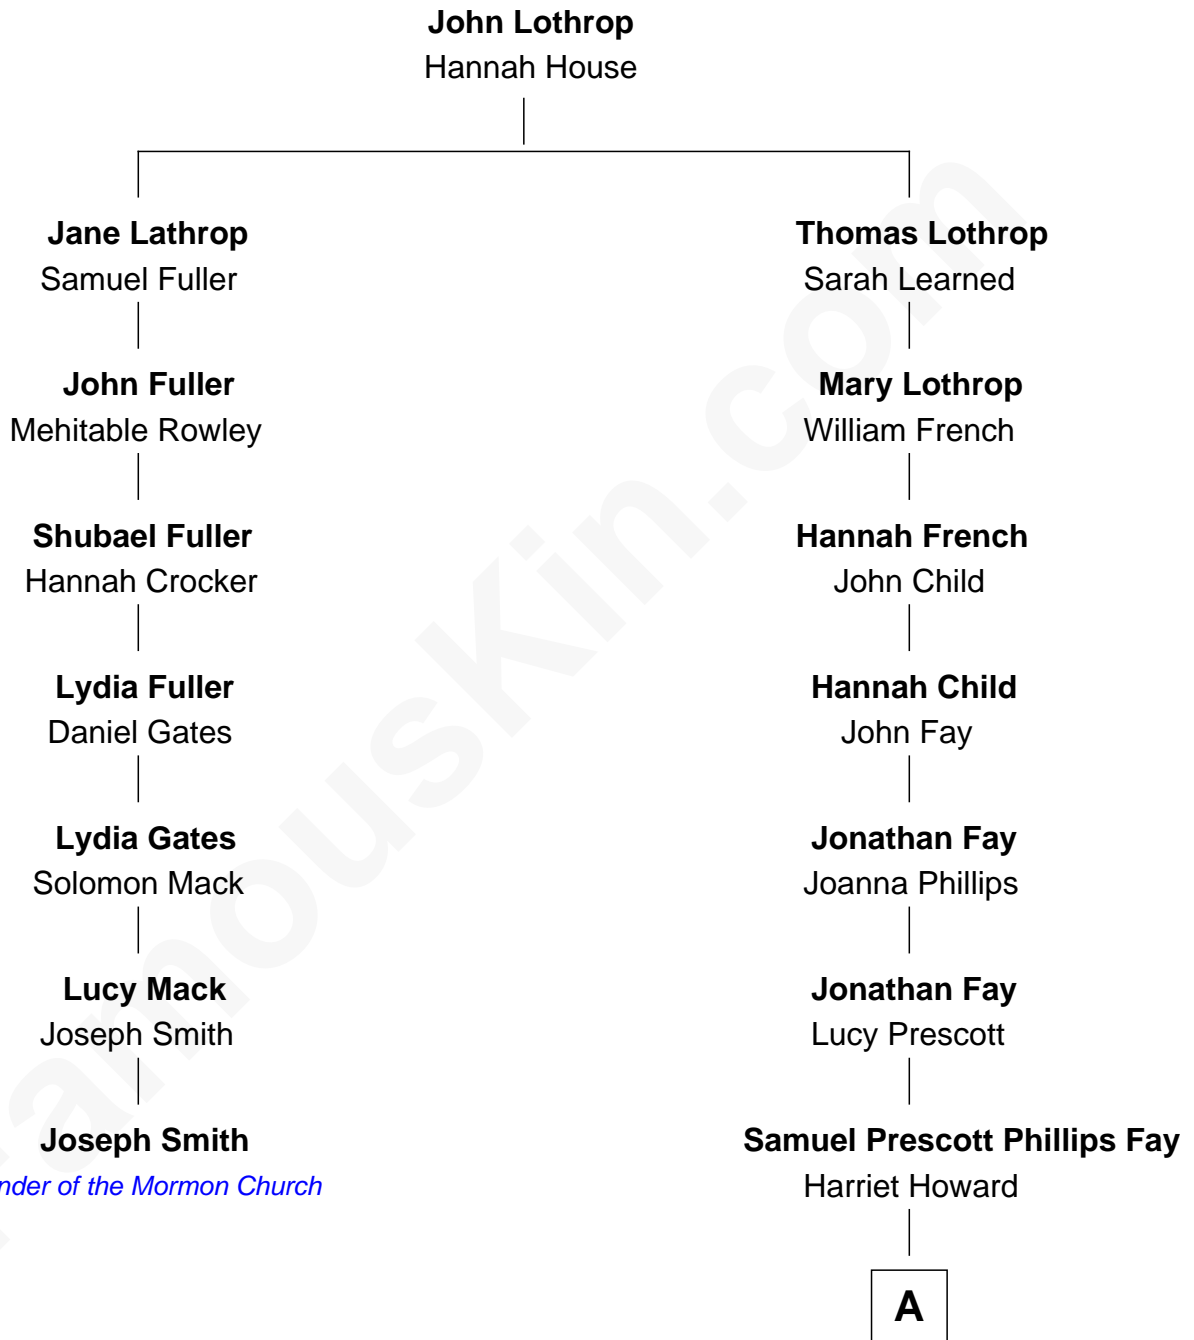 John Lothrop
Hannah House
Jane Lathrop
Samuel Fuller
Thomas Lothrop
Sarah Learned
John Fuller
Mehitable Rowley
Mary Lothrop
William French
Shubael Fuller
Hannah Crocker
Hannah French
John Child
Lydia Fuller
Daniel Gates
Hannah Child
John Fay
Lydia Gates
Solomon Mack
Jonathan Fay
Joanna Phillips
Lucy Mack
Joseph Smith
Jonathan Fay
Lucy Prescott
Joseph Smith
nder of the Mormon Church
Samuel Prescott Phillips Fay
Harriet Howard
A
FamousKin.com